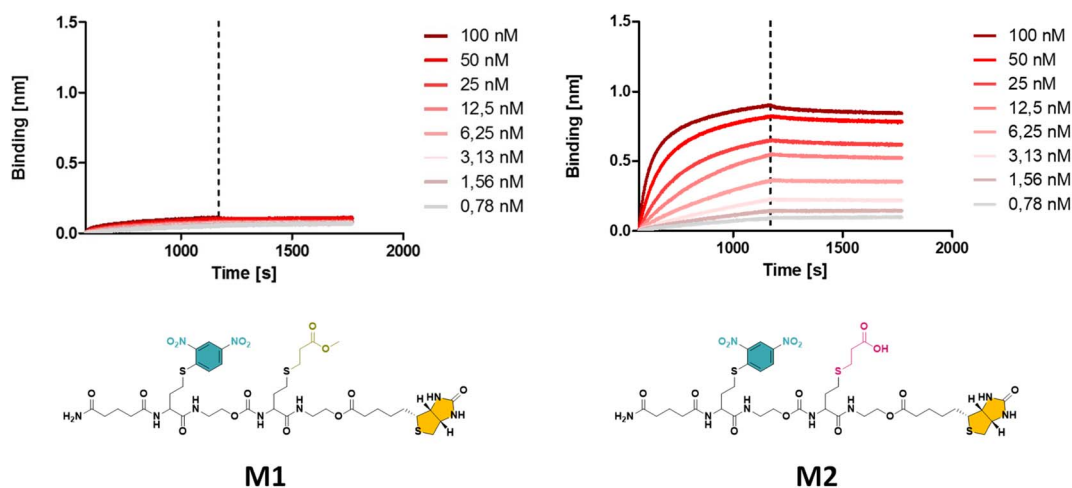 1.5
1.0
0.5
0.0
Binding [nm]
1000
1500
2000
Time [s]
100 nM
50 nM
25 nM
12,5 nM
6,25 nM
3,13 nM
1,56 nM
0,78 nM
1.5
1.0
0.5
0.0
Binding [nm]
1000
1500
2000
Time [s]
100 nM
50 nM
25 nM
12,5 nM
6,25 nM
3,13 nM
1,56 nM
0,78 nM
O₂N
NO₂
O
O
S
S
O
O
H₂N
N
H
O
H
N
O
O
N
H
O
H
N
O
O
S
H
H
HN
NH
O
M1
O₂N
NO₂
O
OH
S
S
O
O
H₂N
N
H
O
H
N
O
O
N
H
O
H
N
O
O
S
H
H
HN
NH
O
M2